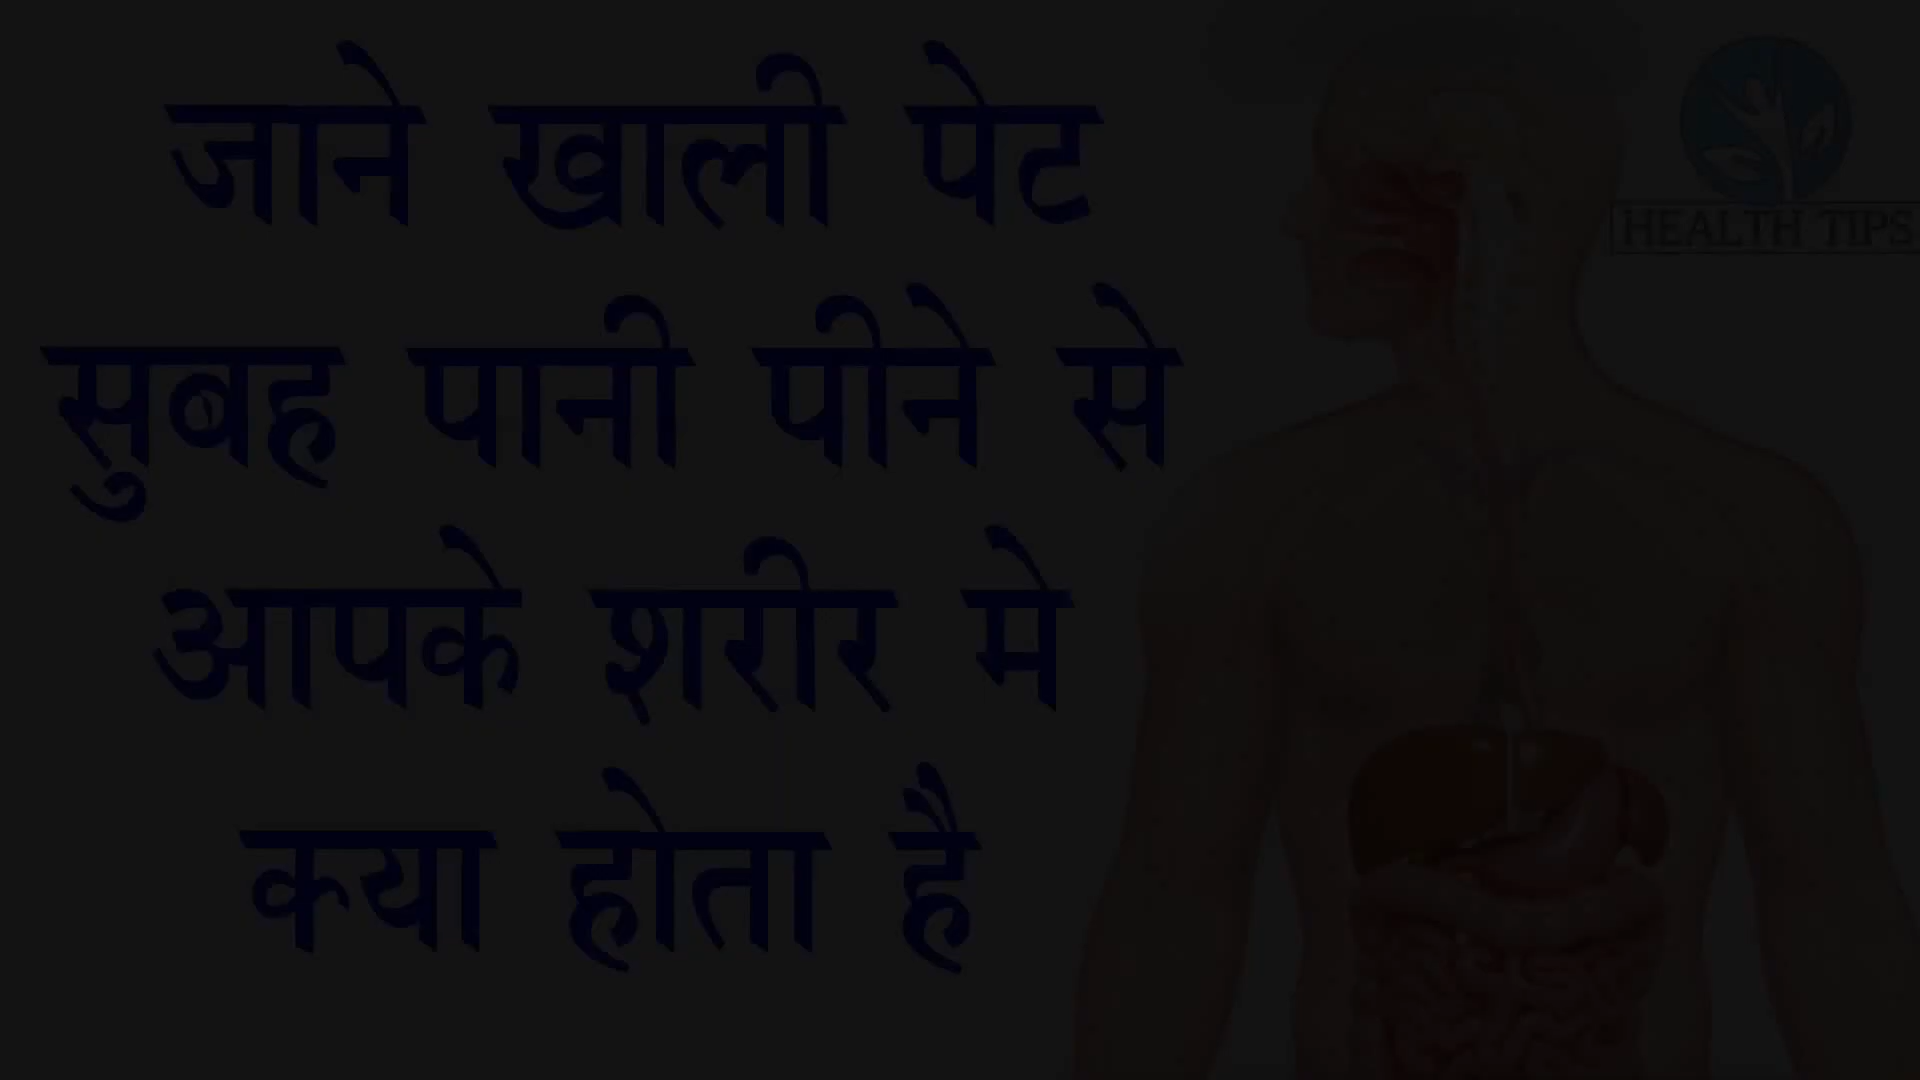 जाने खाली पेट
सुबह पानी पीने से
आपके शरीर मे
क्या होता है
HEALTH TIPS